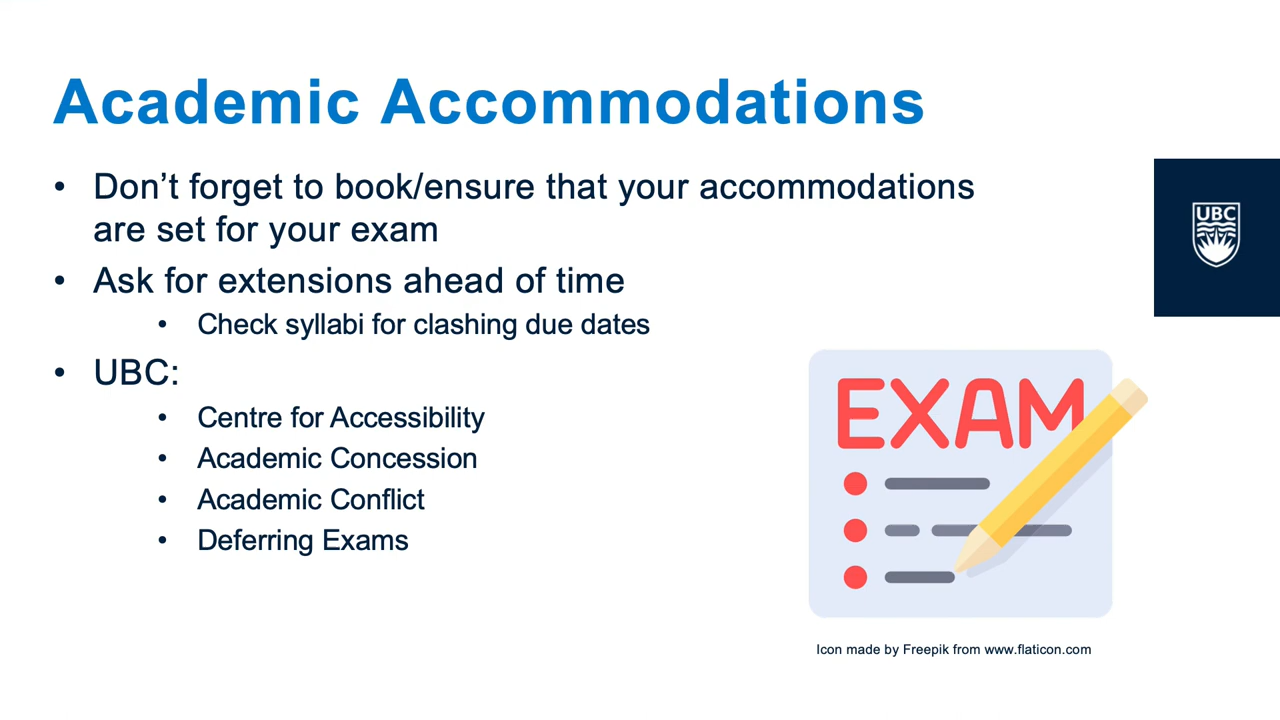 Academic Accommodations
• Don’t forget to book/ensure that your accommodations
are set for your exam
• Ask for extensions ahead of time
• Check syllabi for clashing due dates
• UBC:
• Centre for Accessibility
• Academic Concession
• Academic Conflict
• Deferring Exams
UBC
EXAM
Icon made by Freepik from www.flaticon.com